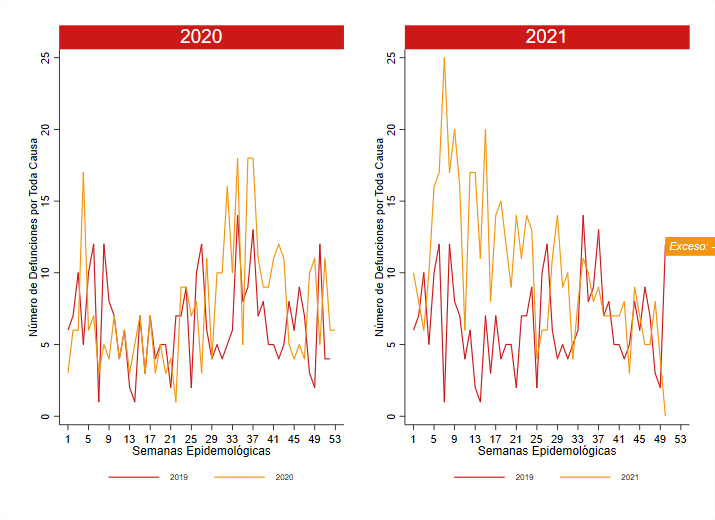 2020
2021
Número de Defunciones por Toda Causa
0 5 10 15 20 25
1 5 9 13 17 21 25 29 33 37 41 45 49 53
Semanas Epidemológicas
2019 2020
Número de Defunciones por Toda Causa
0 5 10 15 20 25
Exceso: -
1 5 9 13 17 21 25 29 33 37 41 45 49 53
Semanas Epidemológicas
2019 2021